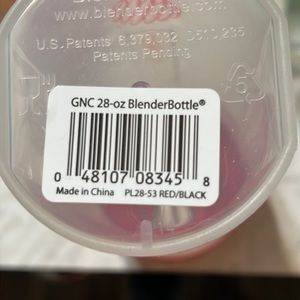 www.blenderbottle.com
U.S. Patents 6,379,032 D510,235
Patents Pending
GNC 28-oz BlenderBottle®
0 48107 08345 8
Made in China PL28-53 RED/BLACK